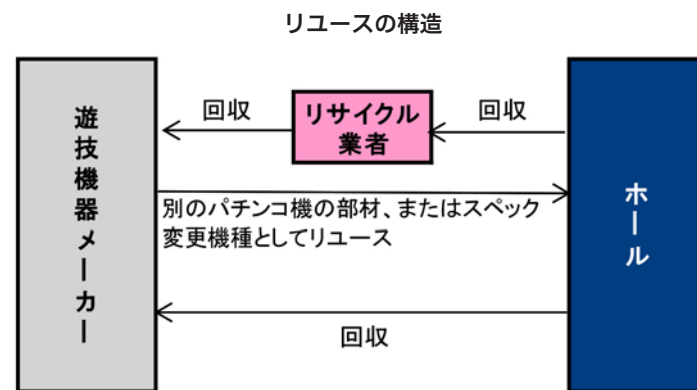 リユースの構造
遊技機器メーカー
回収
リサイクル
業者
回収
別のパチンコ機の部材、またはスペック
変更機種としてリユース
回収
ホール